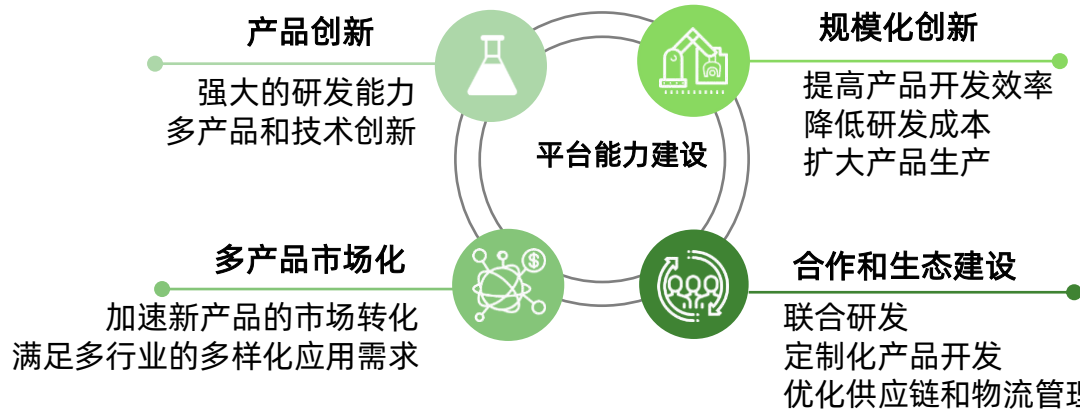 产品创新
强大的研发能力
多产品和技术创新
规模化创新
提高产品开发效率
降低研发成本
扩大产品生产
平台能力建设
多产品市场化
加速新产品的市场转化
满足多行业的多样化应用需求
$
合作和生态建设
联合研发
定制化产品开发
优化供应链和物流管理